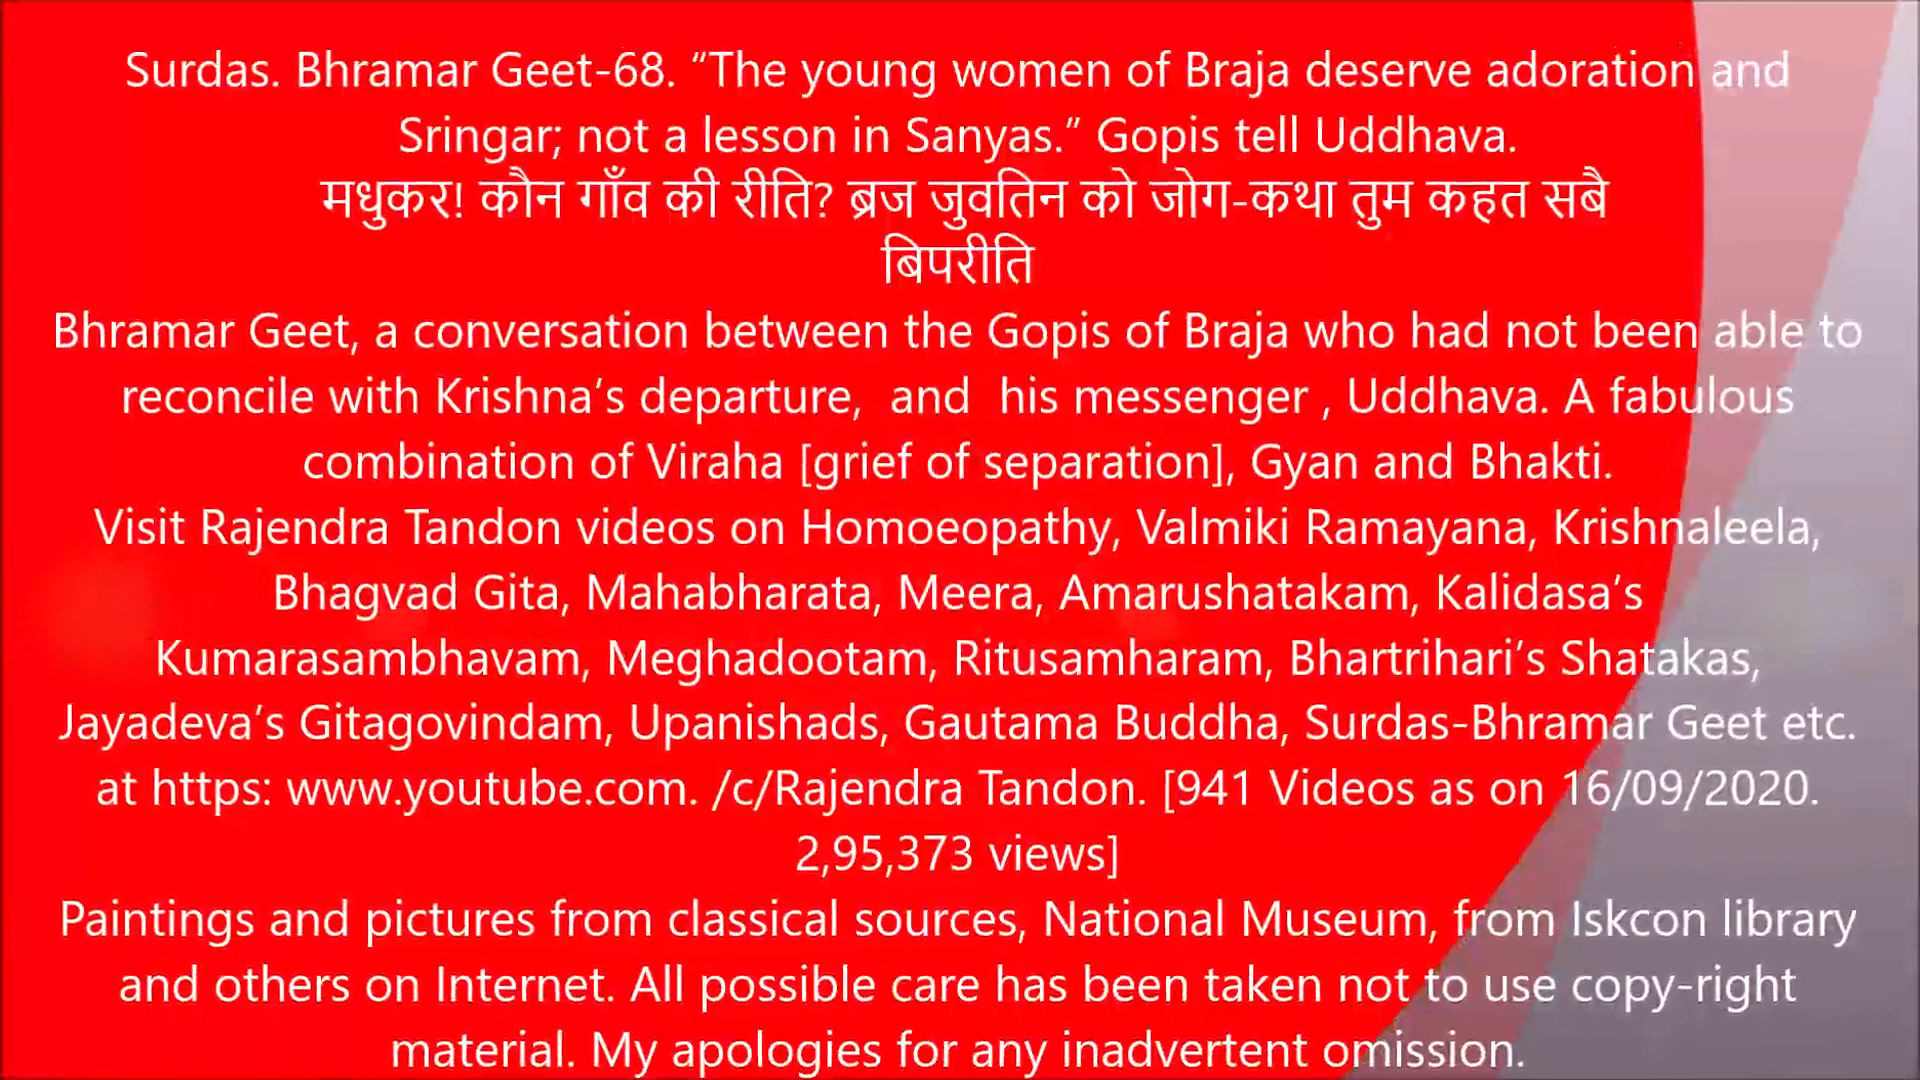 Surdas. Bhramar Geet-68. “The young women of Braja deserve adoration and
Sringar; not a lesson in Sanyas.” Gopis tell Uddhava.
मधुकर! कौन गाँव की रीति? ब्रज जुवतिन को जोग-कथा तुम कहत सबै
बिपरीति
Bhramar Geet, a conversation between the Gopis of Braja who had not been able to
reconcile with Krishna’s departure,  and  his messenger , Uddhava. A fabulous
combination of Viraha [grief of separation], Gyan and Bhakti.
Visit Rajendra Tandon videos on Homoeopathy, Valmiki Ramayana, Krishnaleela,
Bhagvad Gita, Mahabharata, Meera, Amarushatakam, Kalidasa’s
Kumarasambhavam, Meghadootam, Ritusamharam, Bhartrihari’s Shatakas,
Jayadeva’s Gitagovindam, Upanishads, Gautama Buddha, Surdas-Bhramar Geet etc.
at https: www.youtube.com. /c/Rajendra Tandon. [941 Videos as on 16/09/2020.
2,95,373 views]
Paintings and pictures from classical sources, National Museum, from Iskcon library
and others on Internet. All possible care has been taken not to use copy-right
material. My apologies for any inadvertent omission.